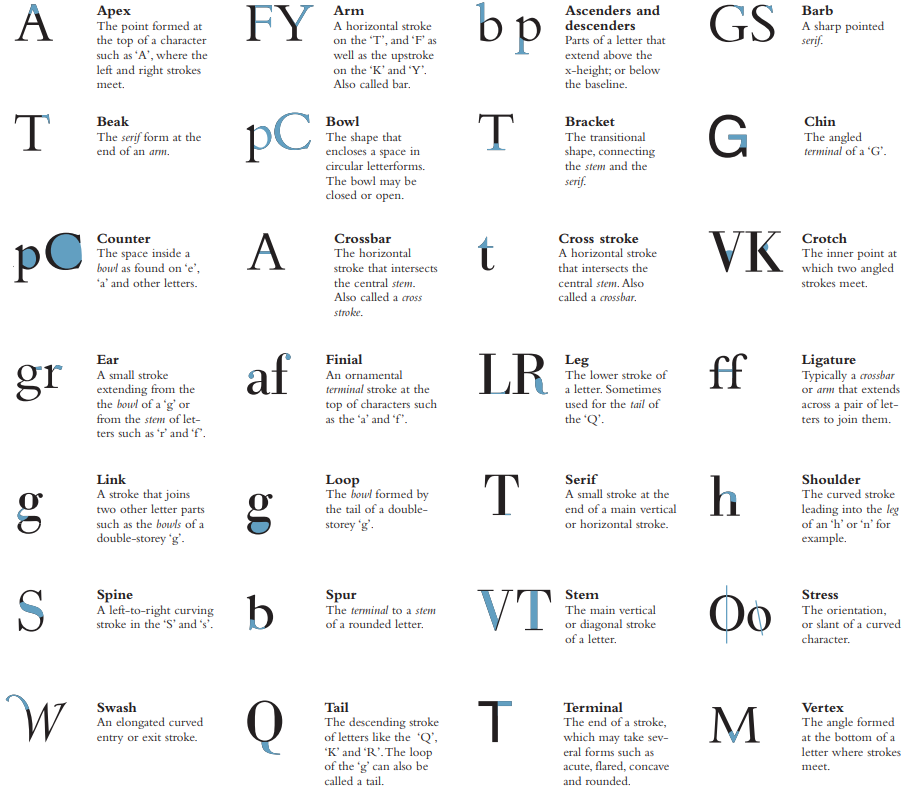 A
Apex
The point formed at
the top of a character
such as ‘A’, where the
left and right strokes
meet.
FY
Arm
A horizontal stroke
on the ‘T’, and ‘F’ as
well as the upstroke
on the ‘K’ and ‘Y’.
Also called bar.
bp
Ascenders and
descenders
Parts of a letter that
extend above the
x-height; or below
the baseline.
GS
Barb
A sharp pointed
serif.
T
Beak
The serif form at the
end of an arm.
pC
Bowl
The shape that
encloses a space in
circular letterforms.
The bowl may be
closed or open.
T
Bracket
The transitional
shape, connecting
the stem and the
serif.
G
Chin
The angled
terminal of a ‘G’.
pC
Counter
The space inside a
bowl as found on ‘e’,
‘a’ and other letters.
A
Crossbar
The horizontal
stroke that intersects
the central stem.
Also called a cross
stroke.
t
Cross stroke
A horizontal stroke
that intersects the
central stem. Also
called a crossbar.
VK
Crotch
The inner point at
which two angled
strokes meet.
gr
Ear
A small stroke
extending from the
the bowl of a ‘g’ or
from the stem of let-
ters such as ‘r’ and ‘f’.
af
Finial
An ornamental
terminal stroke at the
top of characters such
as the ‘a’ and ‘f’.
LR
Leg
The lower stroke of
a letter. Sometimes
used for the tail of
the ‘Q’.
ff
Ligature
Typically a crossbar
or arm that extends
across a pair of let-
ters to join them.
g
Link
A stroke that joins
two other letter parts
such as the bowls of a
double-storey ‘g’.
g
Loop
The bowl formed by
the tail of a double-
storey ‘g’.
T
Serif
A small stroke at the
end of a main vertical
or horizontal stroke.
h
Shoulder
The curved stroke
leading into the leg
of an ‘h’ or ‘n’ for
example.
S
Spine
A left-to-right curving
stroke in the ‘S’ and ‘s’.
b
Spur
The terminal to a stem
of a rounded letter.
VT
Stem
The main vertical
or diagonal stroke
of a letter.
Oo
Stress
The orientation,
or slant of a curved
character.
W
Swash
An elongated curved
entry or exit stroke.
Q
Tail
The descending stroke
of letters like the ‘Q’,
‘K’ and ‘R’. The loop
of the ‘g’ can also be
called a tail.
T
Terminal
The end of a stroke,
which may take sev-
eral forms such as
acute, flared, concave
and rounded.
M
Vertex
The angle formed
at the bottom of a
letter where strokes
meet.